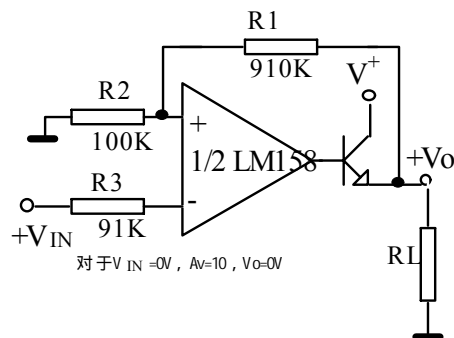 R1
910K
V+
R2
100K
+
1/2 LM158
+Vo
R3
-
+VIN
91K
RL
对于V IN =0V , Av=10 , Vo=0V